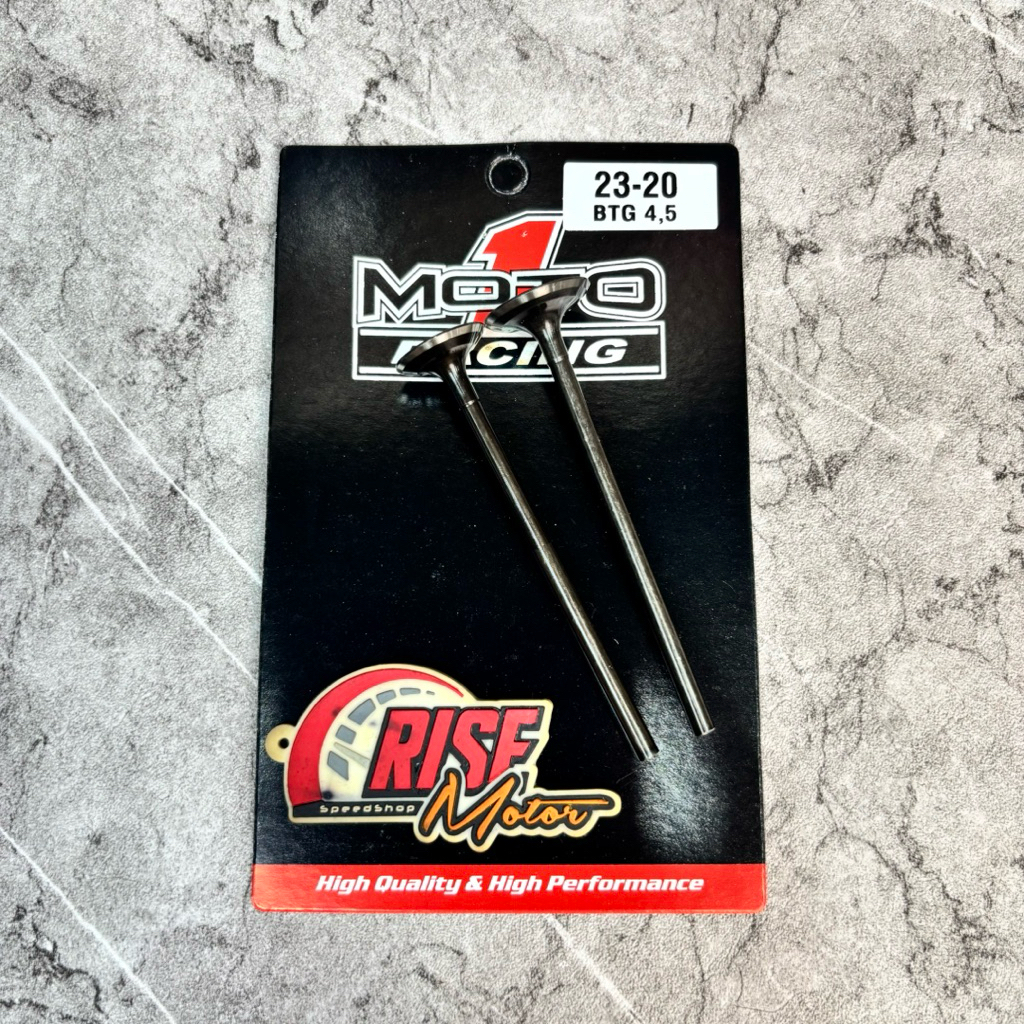 23-20
BTG 4,5
1
MOTO
RACING
RISE
SpeedShop
Motor
High Quality & High Performance